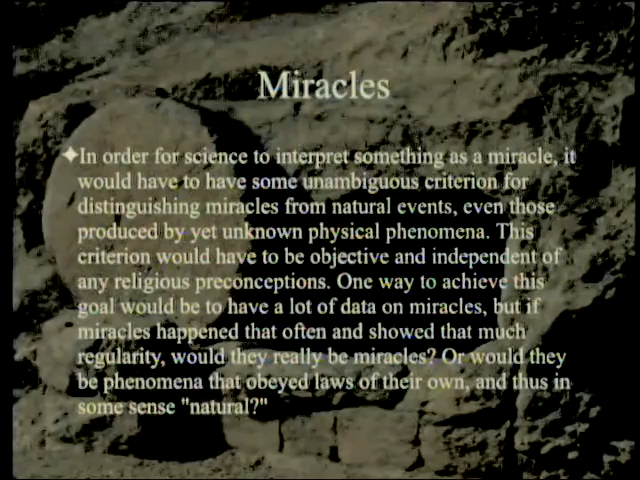 Miracles
✦In order for science to interpret something as a miracle, it
would have to have some unambiguous criterion for
distinguishing miracles from natural events, even those
produced by yet unknown physical phenomena. This
criterion would have to be objective and independent of
any religious preconceptions. One way to achieve this
goal would be to have a lot of data on miracles, but if
miracles happened that often and showed that much
regularity, would they really be miracles? Or would they
be phenomena that obeyed laws of their own, and thus in
some sense "natural?"